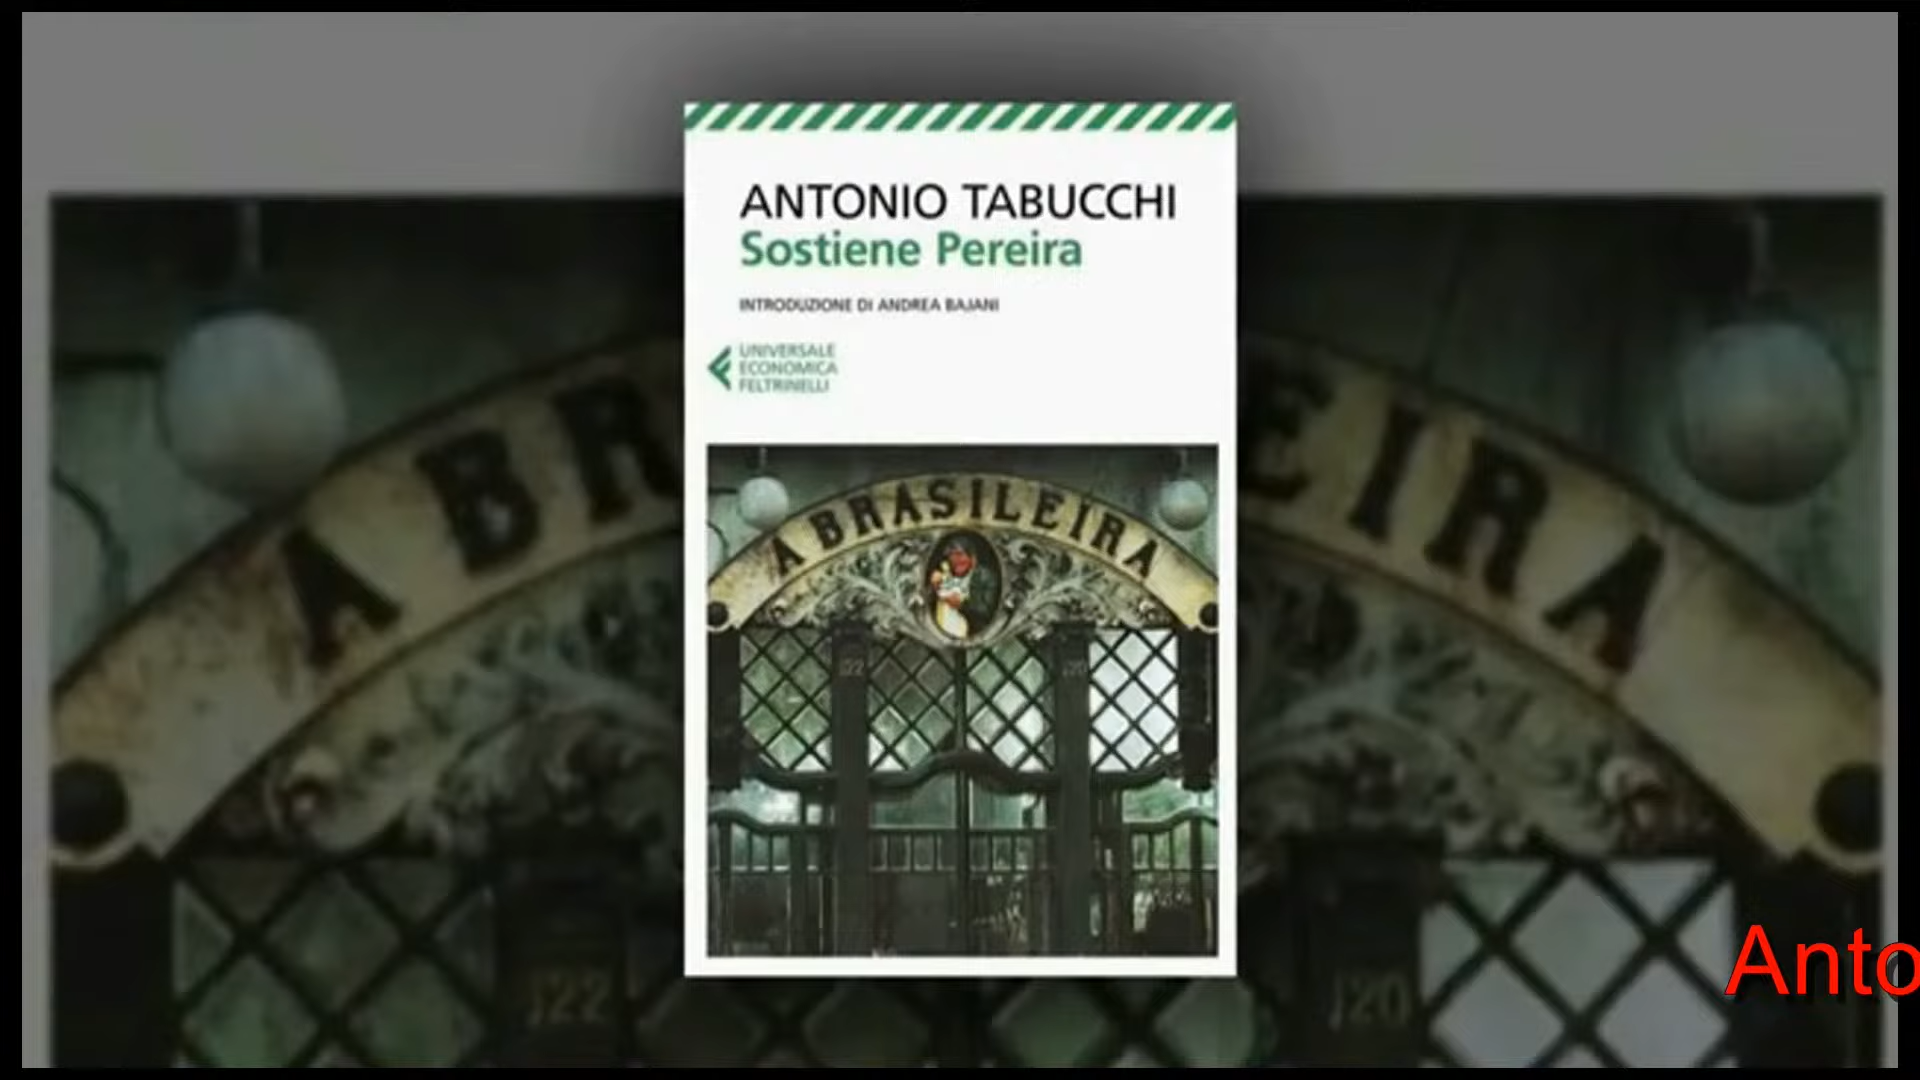 ANTONIO TABUCCHI
Sostiene Pereira
INTRODUZIONE DI ANDREA BAJANI
UNIVERSALE
ECONOMICA
FELTRINELLI
A BRASILEIRA
122
120
A BR
EIRA
122
120
Anto